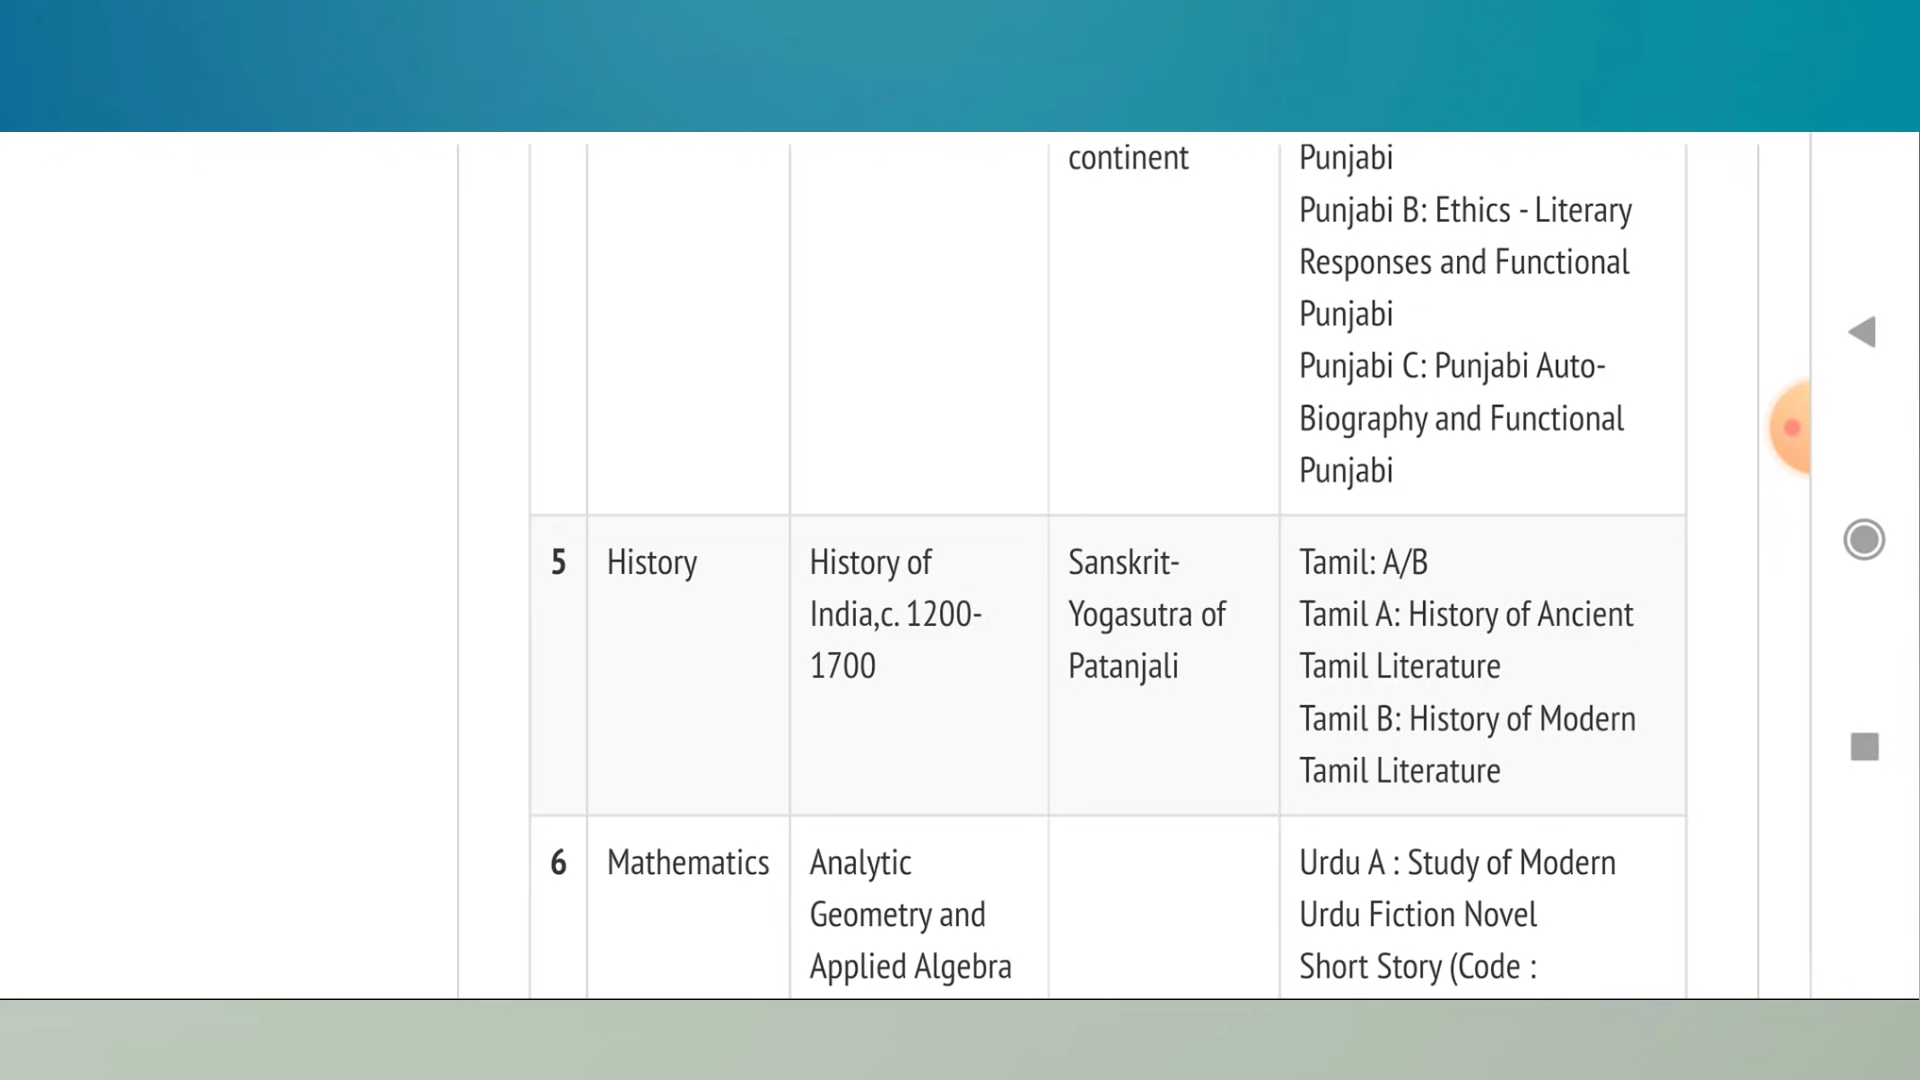 continent
Punjabi
Punjabi B: Ethics - Literary
Responses and Functional
Punjabi
Punjabi C: Punjabi Auto-
Biography and Functional
Punjabi
5
History
History of
India,c. 1200-
1700
Sanskrit-
Yogasutra of
Patanjali
Tamil: A/B
Tamil A: History of Ancient
Tamil Literature
Tamil B: History of Modern
Tamil Literature
6
Mathematics
Analytic
Geometry and
Applied Algebra
Urdu A : Study of Modern
Urdu Fiction Novel
Short Story (Code :